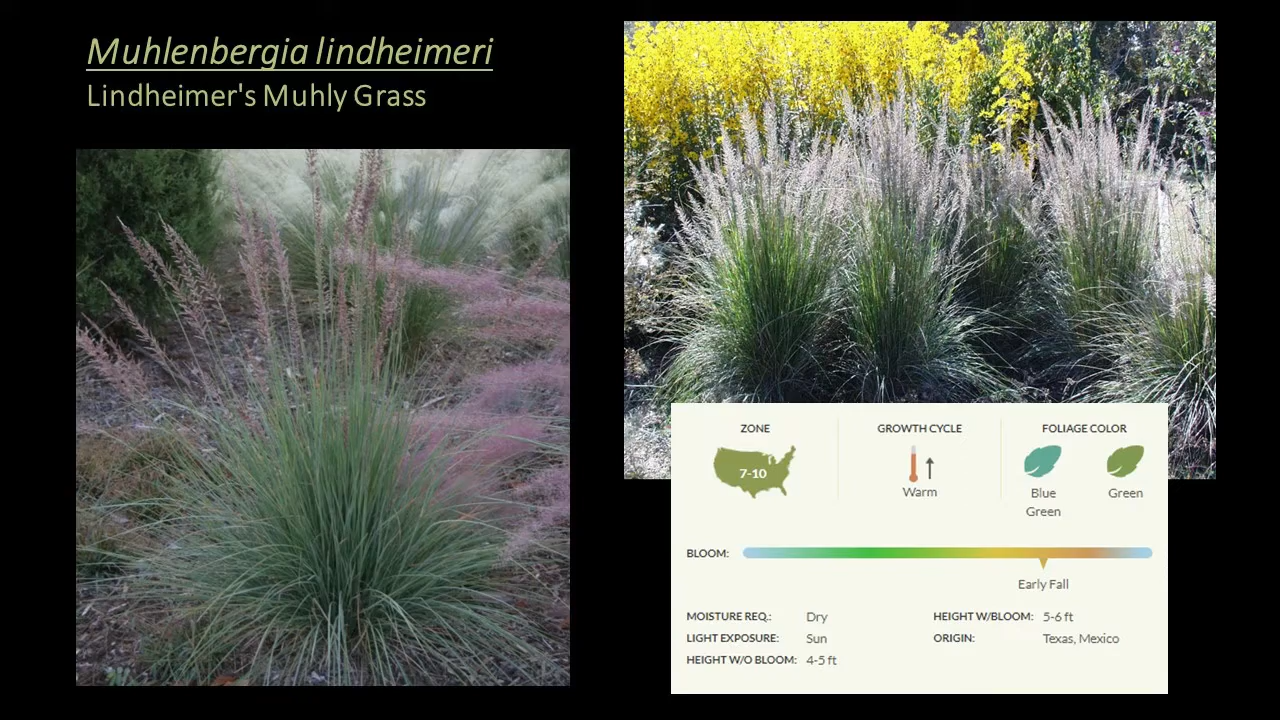 Muhlenbergia lindheimeri
Lindheimer's Muhly Grass
ZONE
7-10
GROWTH CYCLE
Warm
FOLIAGE COLOR
Blue
Green
Green
BLOOM:
Early Fall
MOISTURE REQ.: Dry
LIGHT EXPOSURE: Sun
HEIGHT W/O BLOOM: 4-5 ft
HEIGHT W/BLOOM: 5-6 ft
ORIGIN: Texas, Mexico